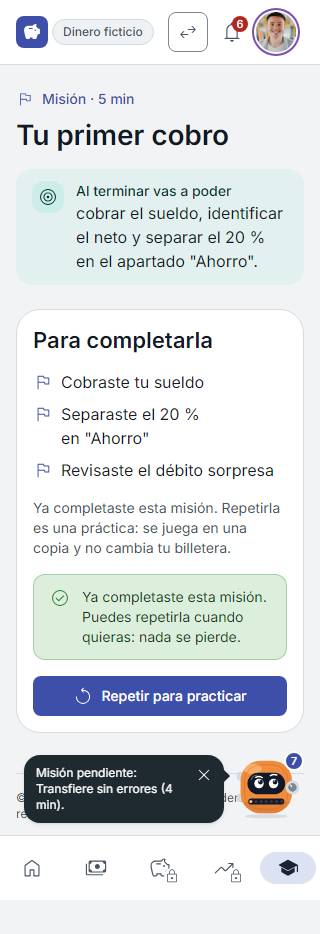 Dinero ficticio
6
Misión · 5 min
Tu primer cobro
Al terminar vas a poder
cobrar el sueldo, identificar
el neto y separar el 20 %
en el apartado "Ahorro".
Para completarla
Cobraste tu sueldo
Separaste el 20 %
en "Ahorro"
Revisaste el débito sorpresa
Ya completaste esta misión. Repetirla
es una práctica: se juega en una
copia y no cambia tu billetera.
Ya completaste esta misión.
Puedes repetirla cuando
quieras: nada se pierde.
Repetir para practicar
Misión pendiente:
Transfiere sin errores (4
min).
7